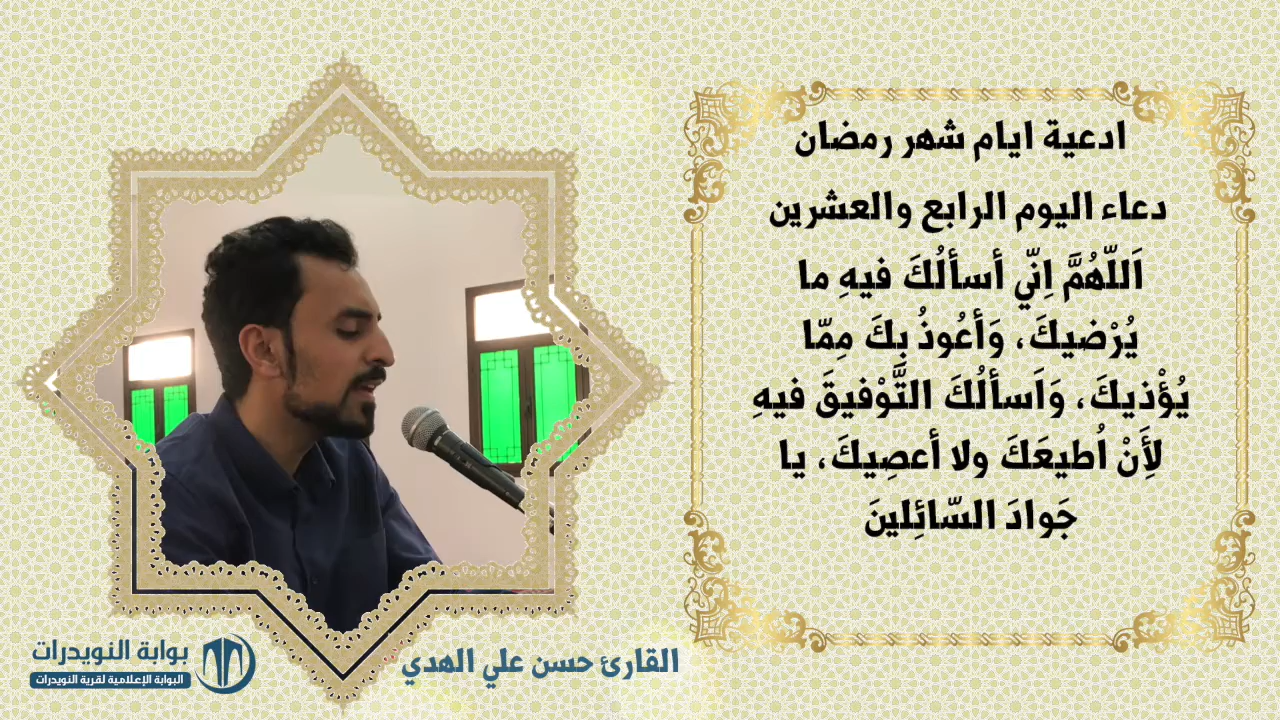 ادعية ايام شهر رمضان
دعاء اليوم الرابع والعشرين
اَللّهُمَّ اِنّي أسألُكَ فيهِ ما
يُرْضيكَ، وَأعُوذُ بِكَ مِمّا
يُؤْذيكَ، وَاَسألُكَ التَّوْفيقَ فيهِ
لِأَنْ اُطيعَكَ ولا أعصِيكَ، يا
جَوادَ السّائِلينَ
القارئ حسن علي الهدي
بوابة النويدرات
البوابة الإعلامية لقرية النويدرات